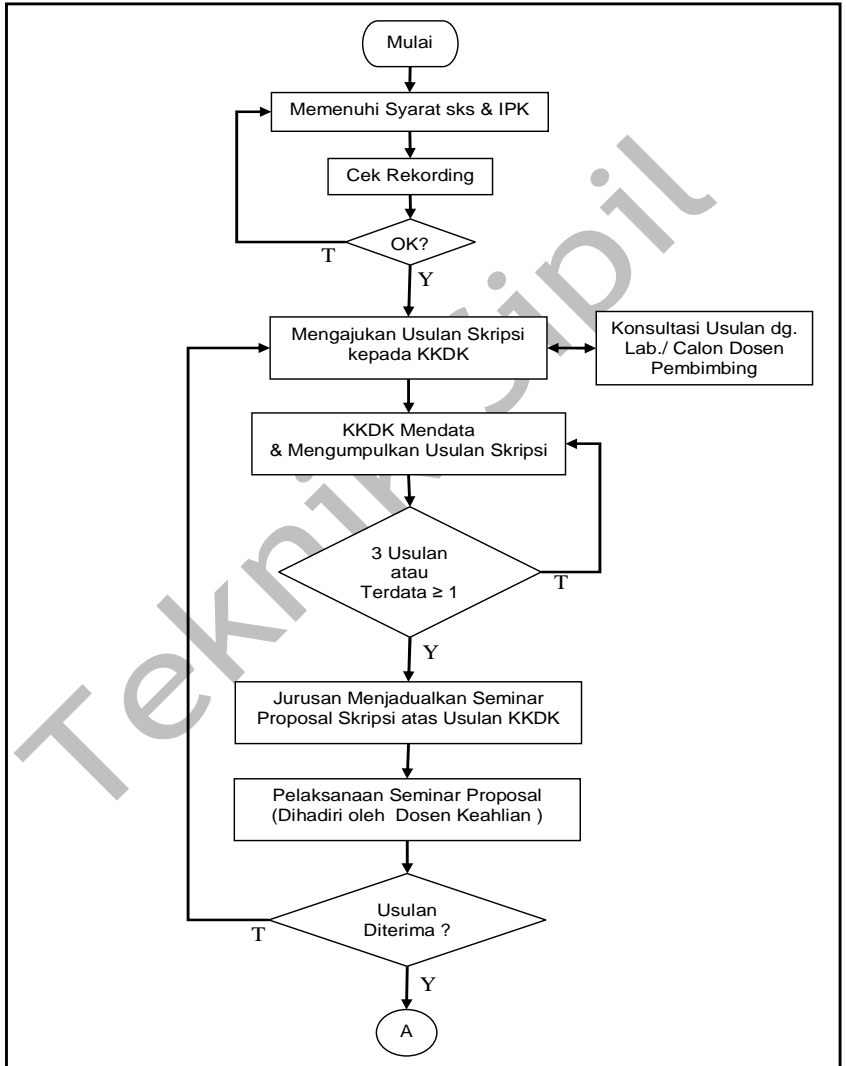 Mulai
Memenuhi Syarat sks & IPK
Cek Rekording
OK?
T
Y
Mengajukan Usulan Skripsi
kepada KKDK
Konsultasi Usulan dg.
Lab./ Calon Dosen
Pembimbing
KKDK Mendata
& Mengumpulkan Usulan Skripsi
3 Usulan
atau
Terdata ≥ 1
T
Y
Jurusan Menjadualkan Seminar
Proposal Skripsi atas Usulan KKDK
Pelaksanaan Seminar Proposal
(Dihadiri oleh Dosen Keahlian )
Usulan
Diterima ?
T
Y
A
Teknik Sipil